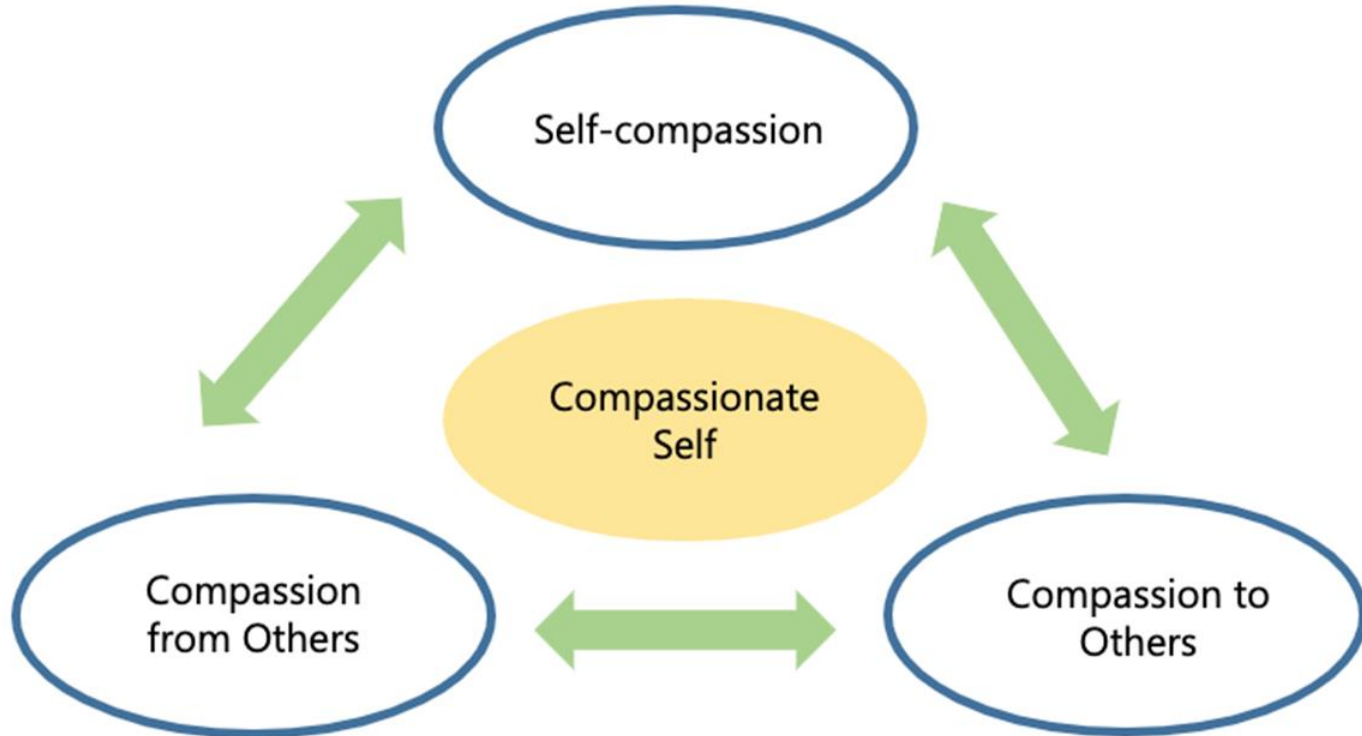 Self-compassion
Compassionate
Self
Compassion
from Others
Compassion to
Others